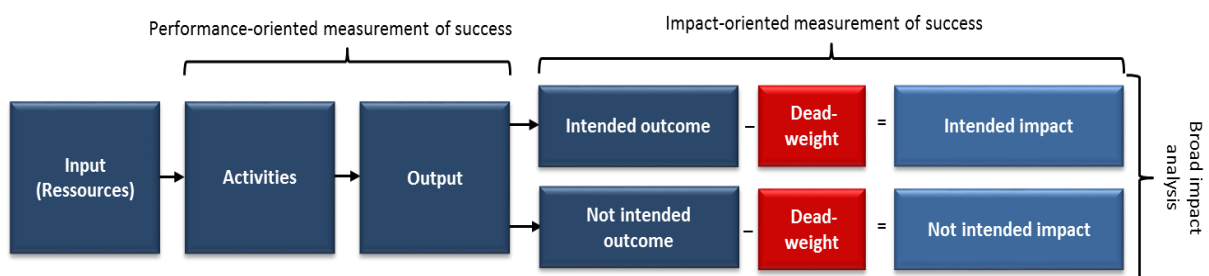 Performance-oriented measurement of success
Impact-oriented measurement of success
Input
(Ressources)
Activities
Output
Intended outcome
–
Dead-
weight
=
Intended impact
Not intended
outcome
–
Dead-
weight
=
Not intended impact
Broad impact
analysis